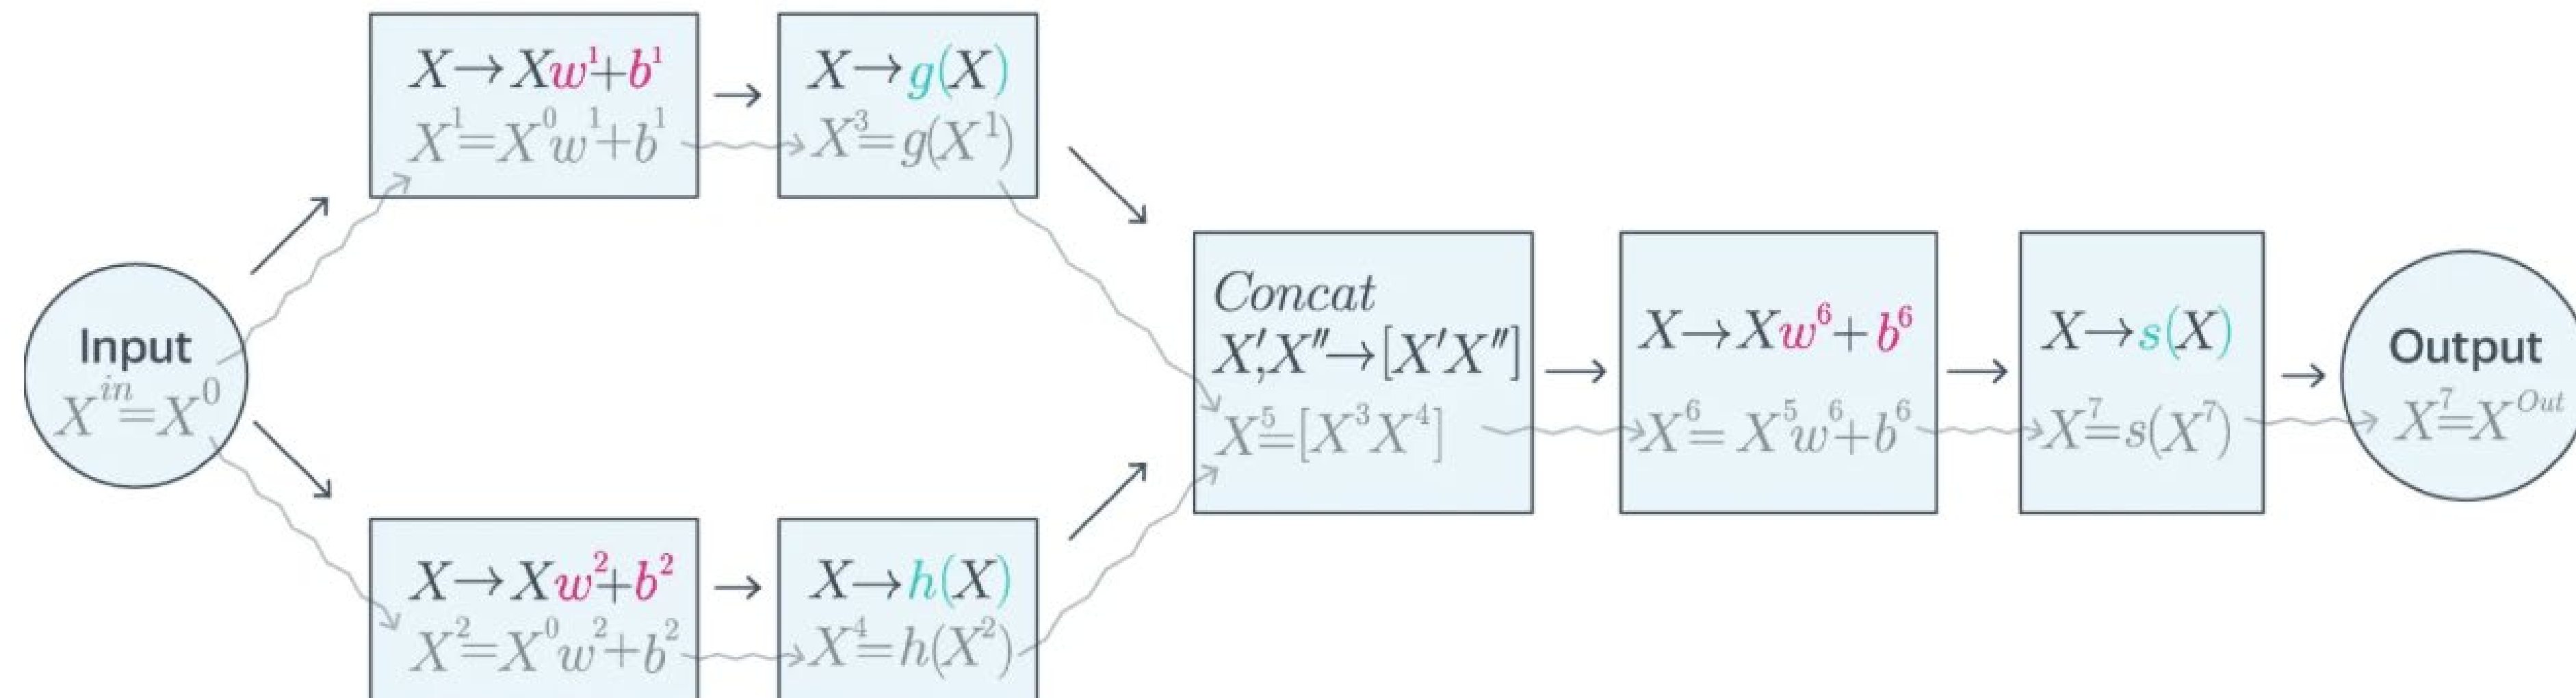 X→Xw¹+b¹
X¹=X⁰w¹+b¹
X→g(X)
X³=g(X¹)
Input
Xⁱⁿ=X⁰
X→Xw²+b²
X²=X⁰w²+b²
X→h(X)
X⁴=h(X²)
Concat
X′,X″→[X′X″]
X⁵=[X³X⁴]
X→Xw⁶+b⁶
X⁶=X⁵w⁶+b⁶
X→s(X)
X⁷=s(X⁷)
Output
X⁷=X^Out